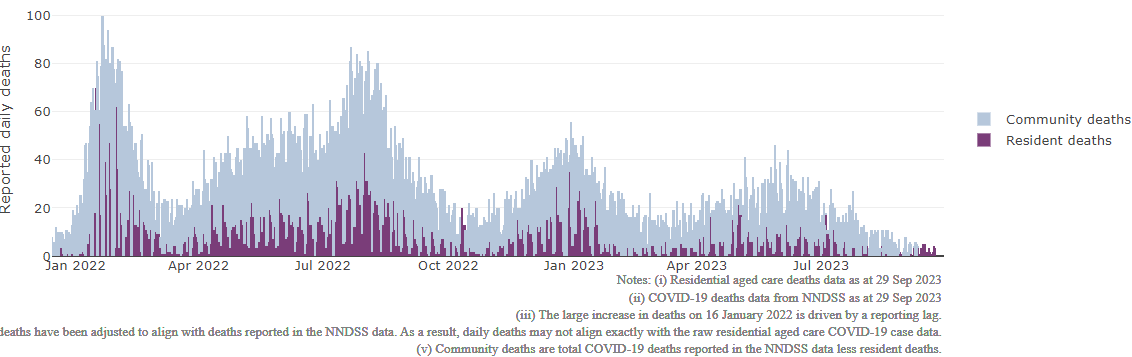 100
80
60
40
20
0
Reported daily deaths
Jan 2022
Apr 2022
Jul 2022
Oct 2022
Jan 2023
Apr 2023
Jul 2023
Community deaths
Resident deaths
Notes: (i) Residential aged care deaths data as at 29 Sep 2023
(ii) COVID-19 deaths data from NNDSS as at 29 Sep 2023
(iii) The large increase in deaths on 16 January 2022 is driven by a reporting lag.
deaths have been adjusted to align with deaths reported in the NNDSS data. As a result, daily deaths may not align exactly with the raw residential aged care COVID-19 case data.
(v) Community deaths are total COVID-19 deaths reported in the NNDSS data less resident deaths.